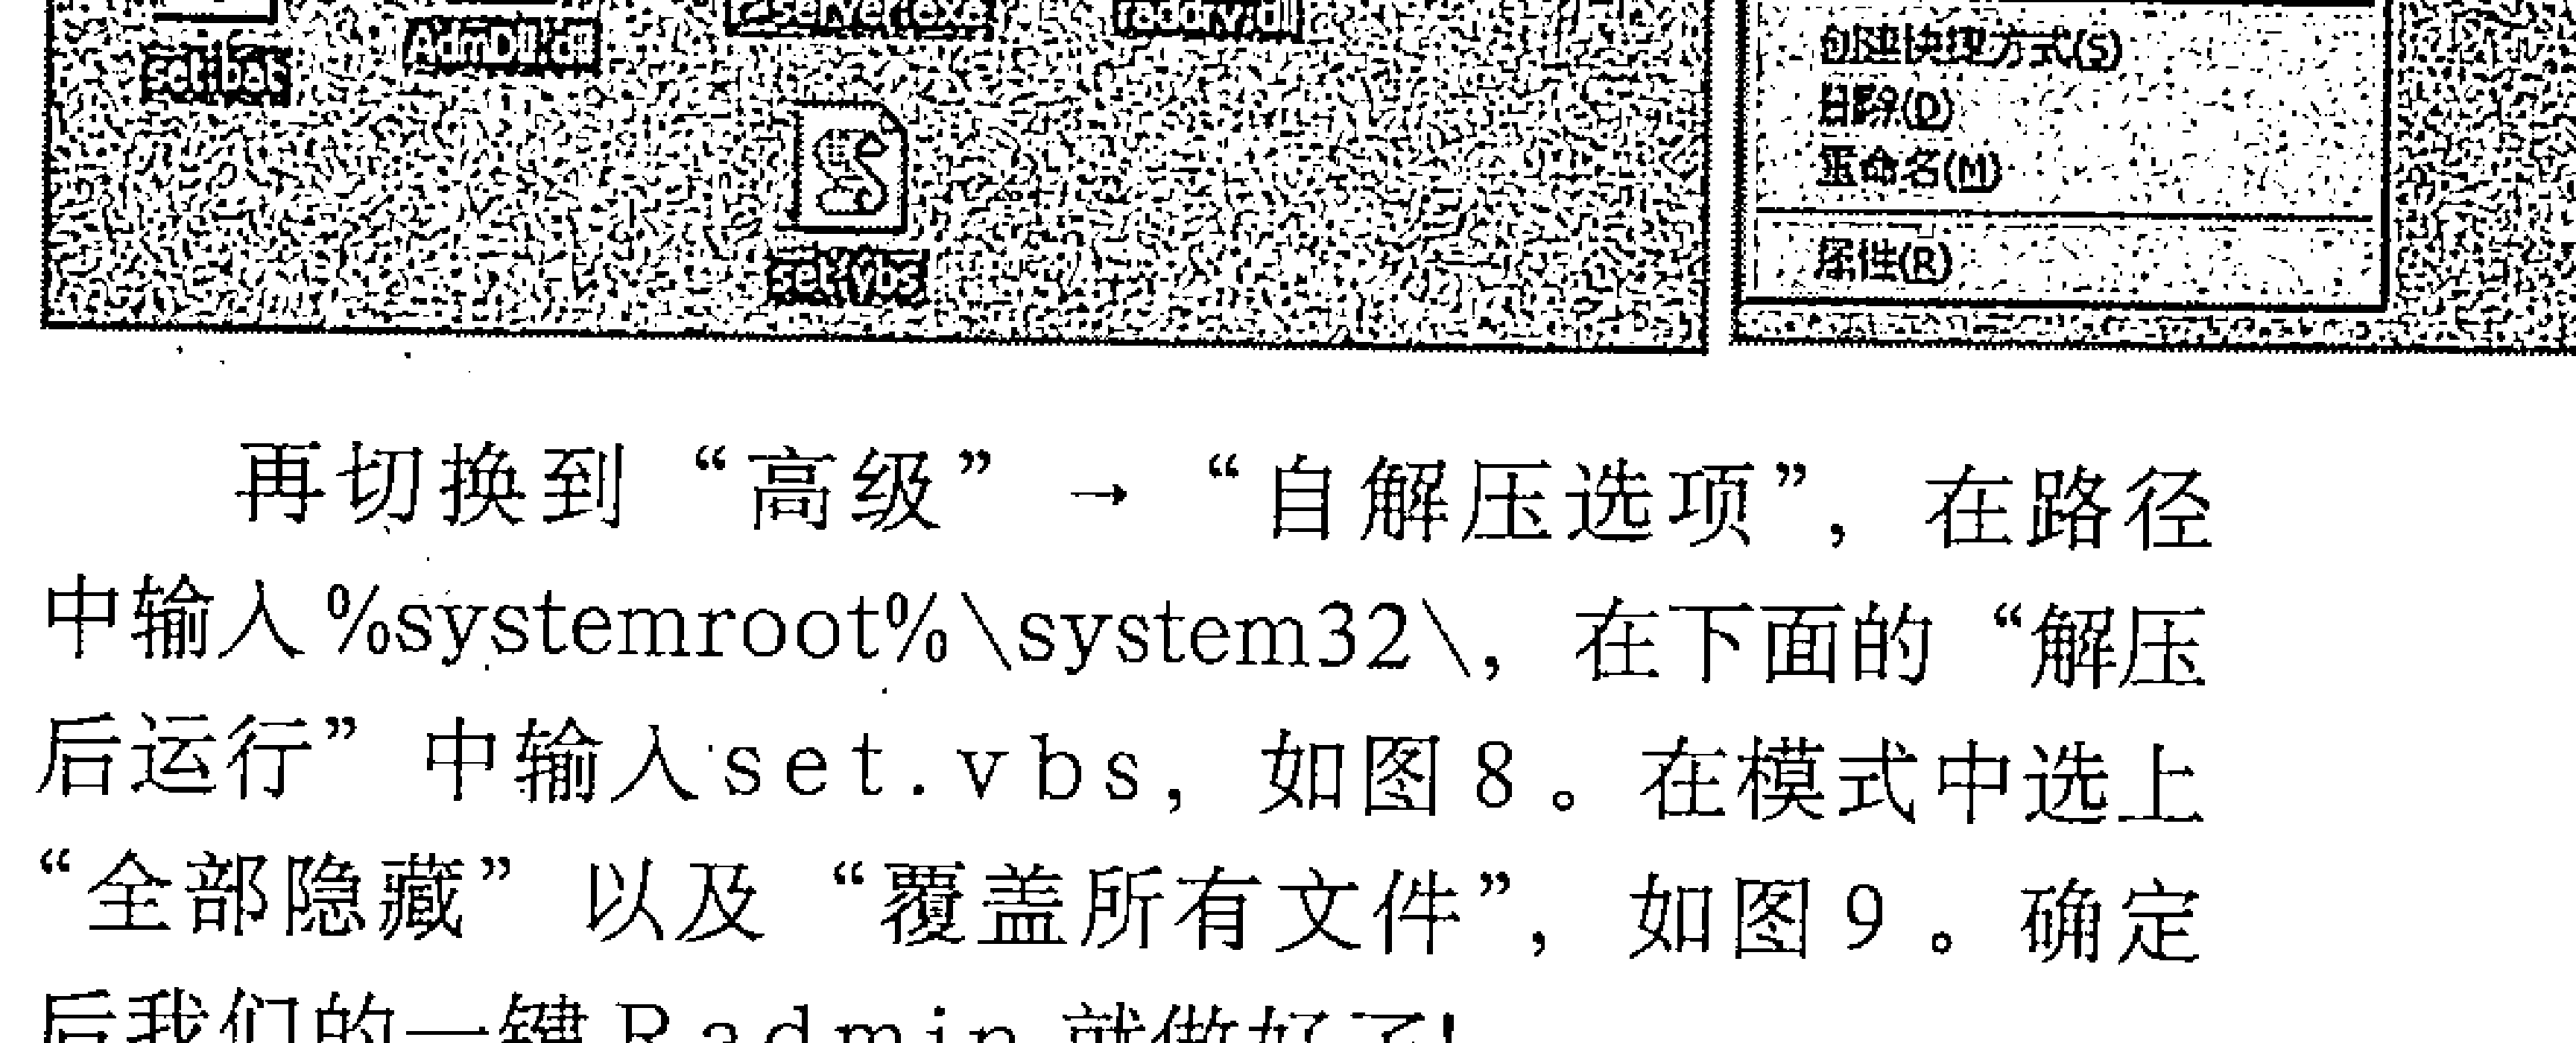 r_server.exe
raddrv.dll
AdmDll.dll
set.bat
set.vbs
创建快捷方式(S)
删除(D)
重命名(M)
属性(R)
再切换到“高级”→“自解压选项”，在路径
中输入%systemroot%\system32\，在下面的“解压
后运行”中输入set.vbs，如图8。在模式中选上
“全部隐藏”以及“覆盖所有文件”，如图9。确定
后我们的一键Radmin就做好了!